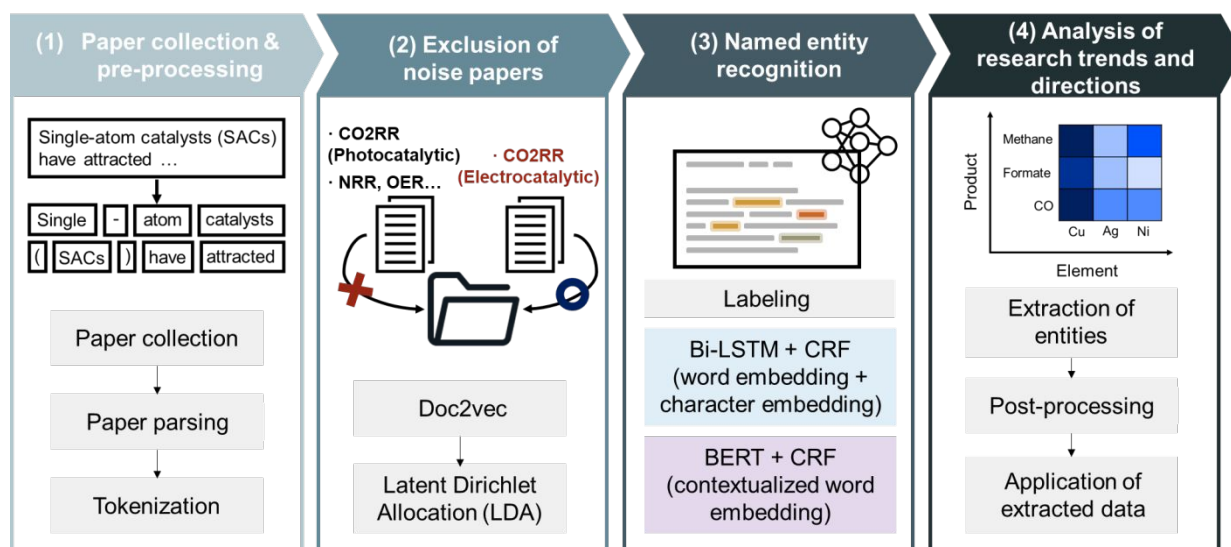 (1) Paper collection &
pre-processing
Single-atom catalysts (SACs)
have attracted …
Single - atom catalysts
( SACs ) have attracted
Paper collection
Paper parsing
Tokenization
(2) Exclusion of
noise papers
· CO2RR
(Photocatalytic)
· NRR, OER…
· CO2RR
(Electrocatalytic)
Doc2vec
Latent Dirichlet
Allocation (LDA)
(3) Named entity
recognition
Labeling
Bi-LSTM + CRF
(word embedding +
character embedding)
BERT + CRF
(contextualized word
embedding)
(4) Analysis of
research trends and
directions
Product
Methane
Formate
CO
Cu Ag Ni
Element
Extraction of
entities
Post-processing
Application of
extracted data